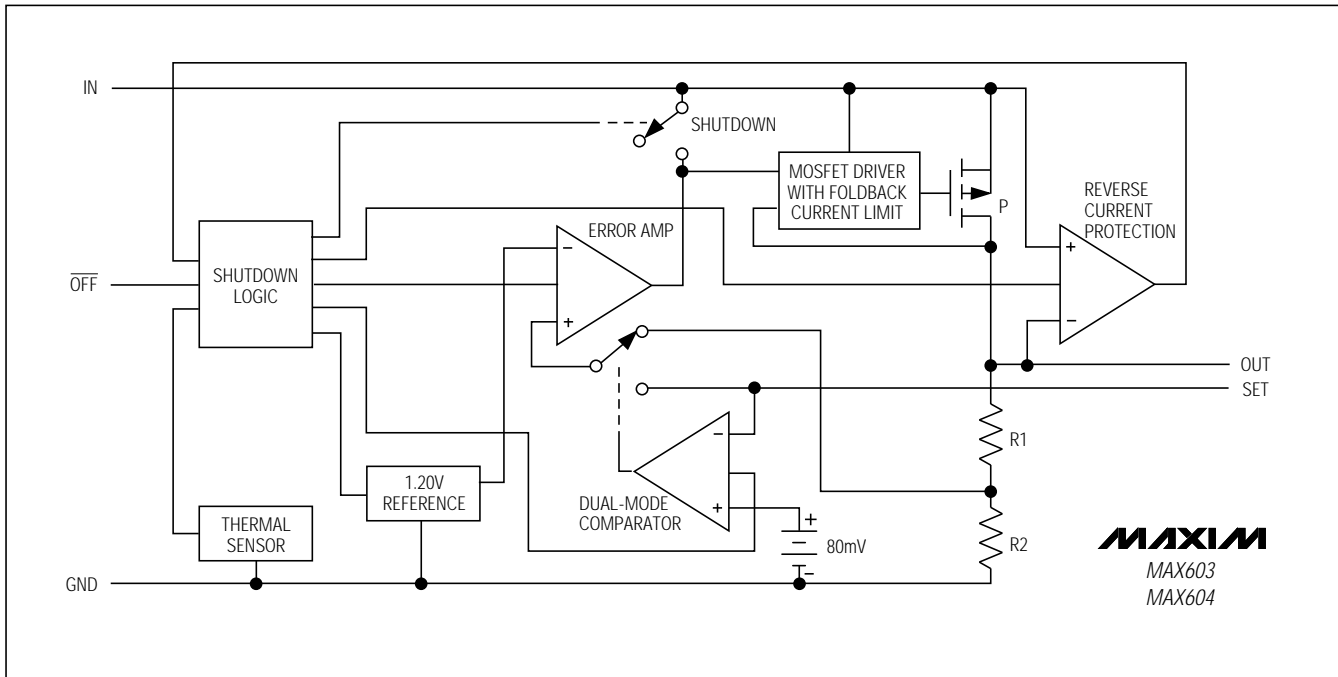 IN
SHUTDOWN
MOSFET DRIVER
WITH FOLDBACK
CURRENT LIMIT
P
REVERSE
CURRENT
PROTECTION
+
−
ERROR AMP
−
+
SHUTDOWN
LOGIC
OFF
OUT
SET
R1
−
+
DUAL-MODE
COMPARATOR
1.20V
REFERENCE
THERMAL
SENSOR
+
−
80mV
R2
GND
MAXIM
MAX603
MAX604